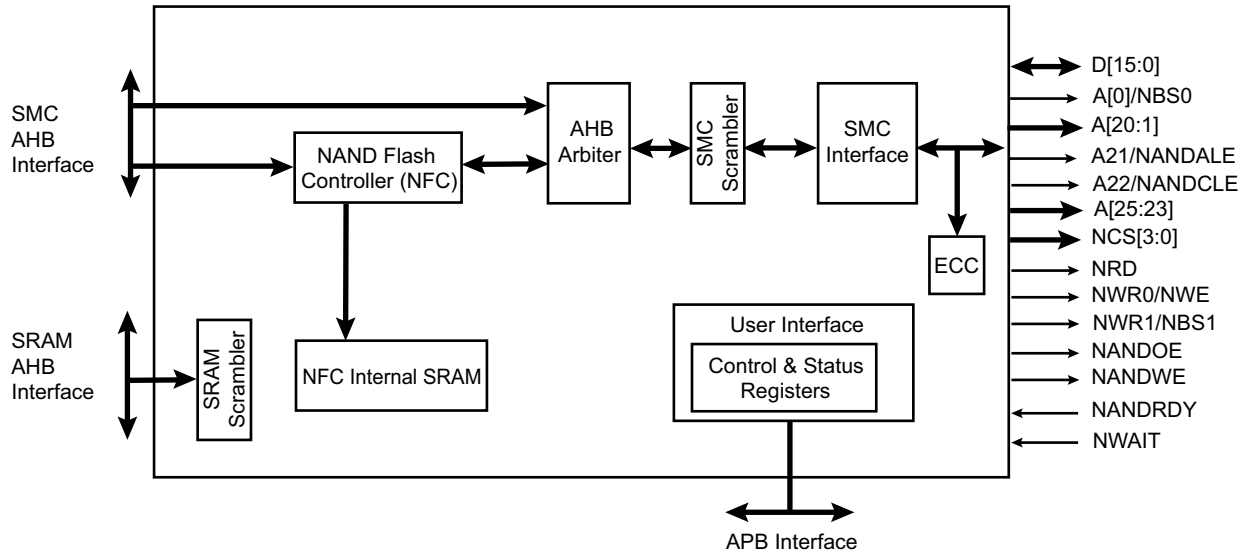 SMC
AHB
Interface
NAND Flash
Controller (NFC)
AHB
Arbiter
SMC
Scrambler
SMC
Interface
ECC
SRAM
AHB
Interface
SRAM
Scrambler
NFC Internal SRAM
User Interface
Control & Status
Registers
APB Interface
D[15:0]
A[0]/NBS0
A[20:1]
A21/NANDALE
A22/NANDCLE
A[25:23]
NCS[3:0]
NRD
NWR0/NWE
NWR1/NBS1
NANDOE
NANDWE
NANDRDY
NWAIT